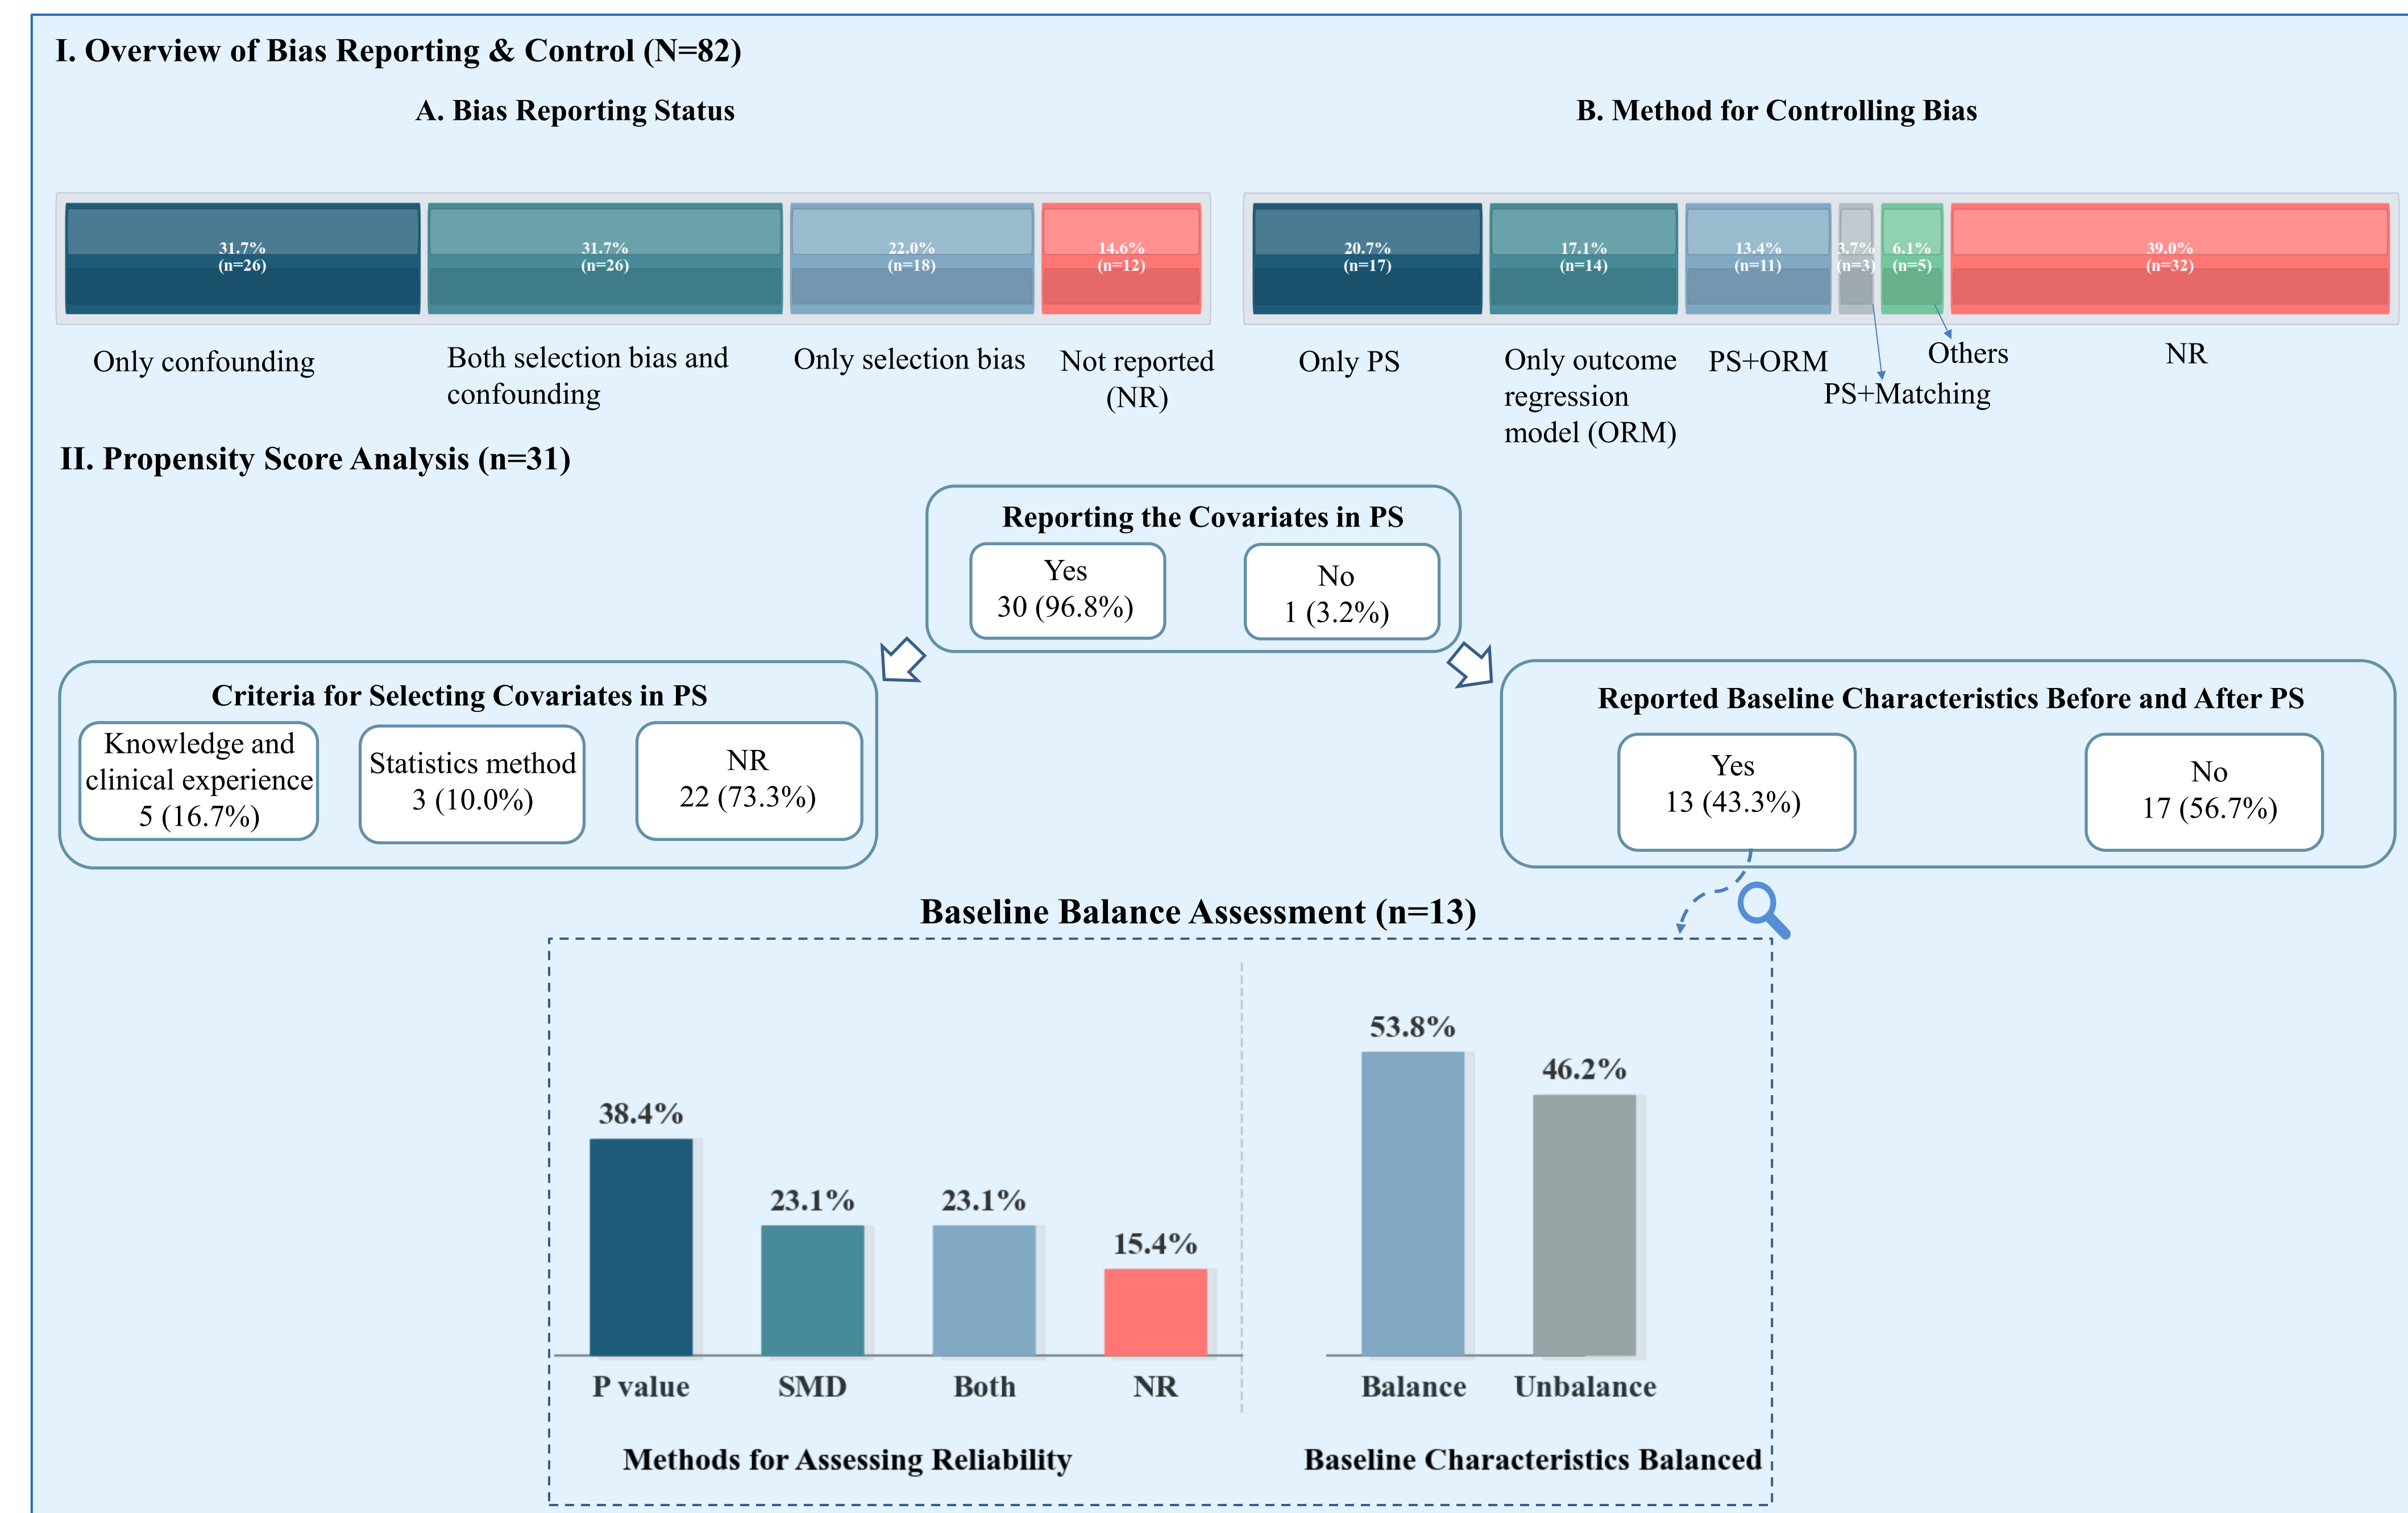 I. Overview of Bias Reporting & Control (N=82)
A. Bias Reporting Status
31.7%
(n=26)
31.7%
(n=26)
22.0%
(n=18)
14.6%
(n=12)
Only confounding
Both selection bias and
confounding
Only selection bias
Not reported
(NR)
B. Method for Controlling Bias
20.7%
(n=17)
17.1%
(n=14)
13.4%
(n=11)
3.7%
(n=3)
6.1%
(n=5)
39.0%
(n=32)
Only PS
Only outcome
regression
model (ORM)
PS+ORM
PS+Matching
Others
NR
II. Propensity Score Analysis (n=31)
Reporting the Covariates in PS
Yes
30 (96.8%)
No
1 (3.2%)
Criteria for Selecting Covariates in PS
Knowledge and
clinical experience
5 (16.7%)
Statistics method
3 (10.0%)
NR
22 (73.3%)
Reported Baseline Characteristics Before and After PS
Yes
13 (43.3%)
No
17 (56.7%)
Baseline Balance Assessment (n=13)
38.4%
23.1%
23.1%
15.4%
P value
SMD
Both
NR
Methods for Assessing Reliability
53.8%
46.2%
Balance
Unbalance
Baseline Characteristics Balanced